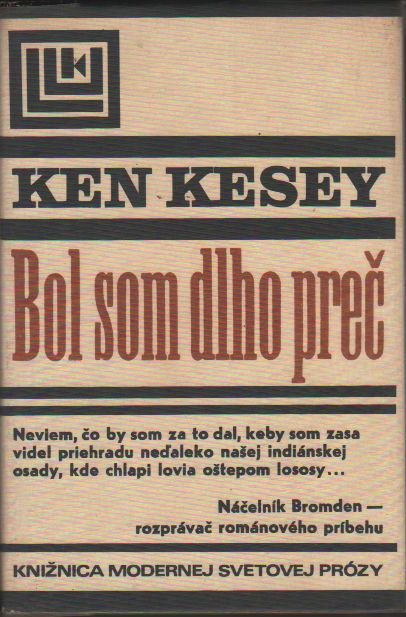 KEN KESEY
Bol som dlho preč
Neviem, čo by som za to dal, keby som zasa
videl priehradu neďaleko našej indiánskej
osady, kde chlapi lovia oštepom lososy...
Náčelník Bromden —
rozprávač románového príbehu
KNIŽNICA MODERNEJ SVETOVEJ PRÓZY